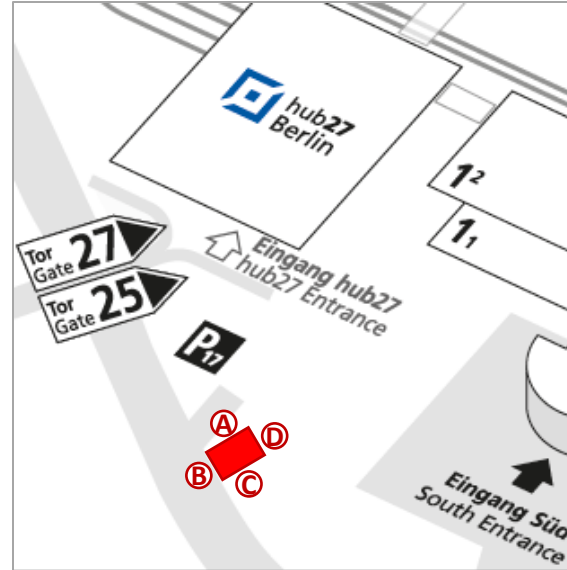 hub27
Berlin
1²
1₁
Tor
Gate 27
Tor
Gate 25
Eingang hub27
hub27 Entrance
P17
A
D
B
C
Eingang Süd
South Entrance